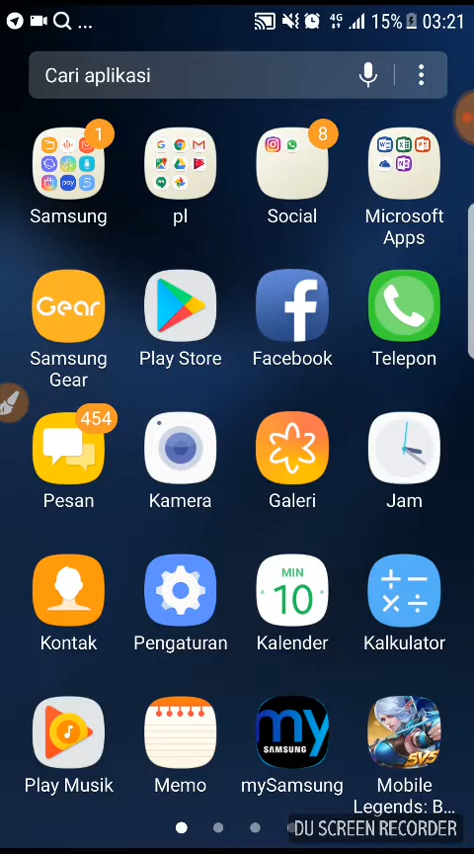 ... 4G 15% 03:21
Cari aplikasi
1
8
Samsung pl Social Microsoft Apps
Gear
Samsung Gear Play Store Facebook Telepon
454
Pesan Kamera Galeri Jam
MIN
10
Kontak Pengaturan Kalender Kalkulator
my
SAMSUNG
5V5
Play Musik Memo mySamsung Mobile Legends: B...
DU SCREEN RECORDER